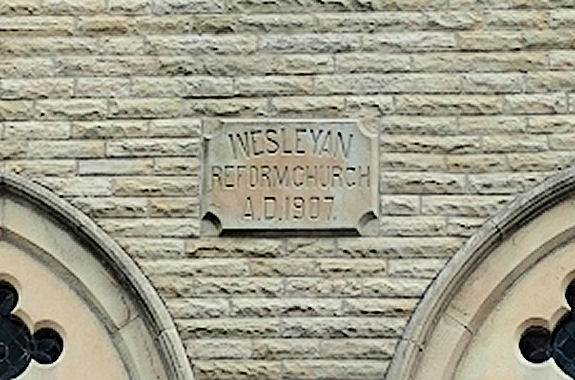 WESLEYAN
REFORM CHURCH
A.D.1907.